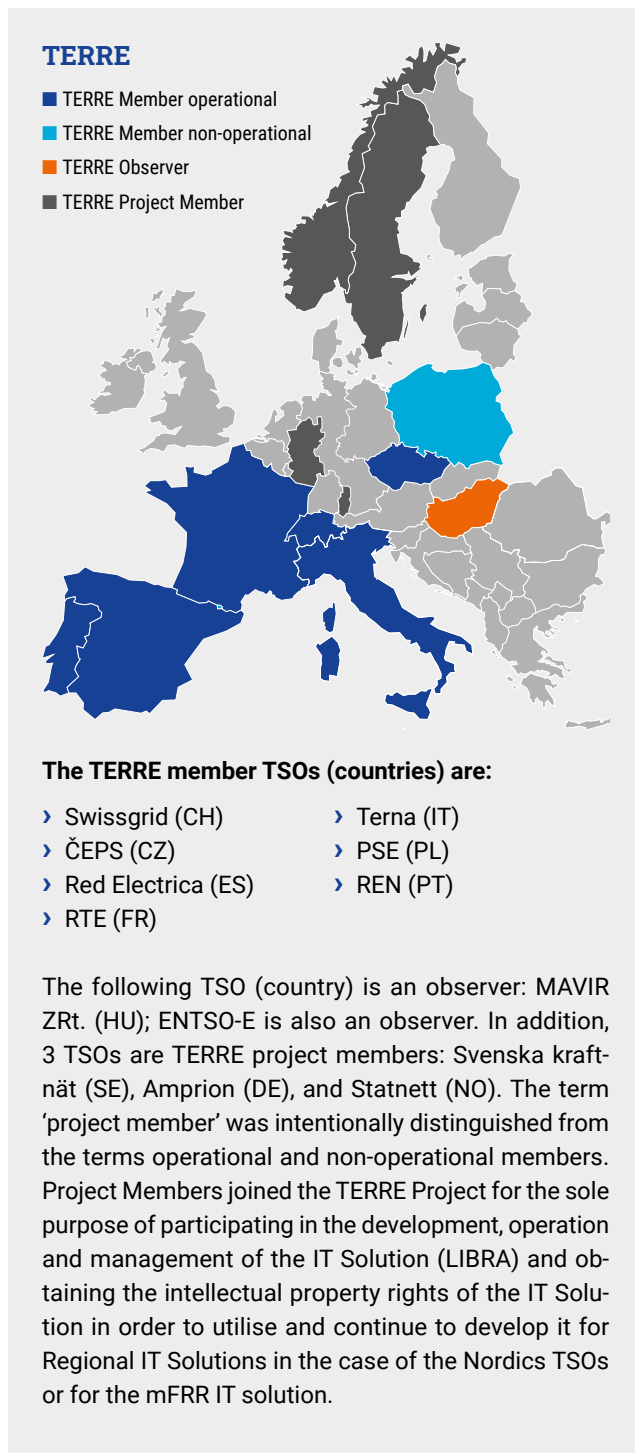 TERRE
TERRE Member operational
TERRE Member non-operational
TERRE Observer
TERRE Project Member
The TERRE member TSOs (countries) are:
› Swissgrid (CH)
› ČEPS (CZ)
› Red Electrica (ES)
› RTE (FR)
› Terna (IT)
› PSE (PL)
› REN (PT)
The following TSO (country) is an observer: MAVIR
ZRt. (HU); ENTSO-E is also an observer. In addition,
3 TSOs are TERRE project members: Svenska kraft-
nät (SE), Amprion (DE), and Statnett (NO). The term
‘project member’ was intentionally distinguished from
the terms operational and non-operational members.
Project Members joined the TERRE Project for the sole
purpose of participating in the development, operation
and management of the IT Solution (LIBRA) and ob-
taining the intellectual property rights of the IT Solu-
tion in order to utilise and continue to develop it for
Regional IT Solutions in the case of the Nordics TSOs
or for the mFRR IT solution.